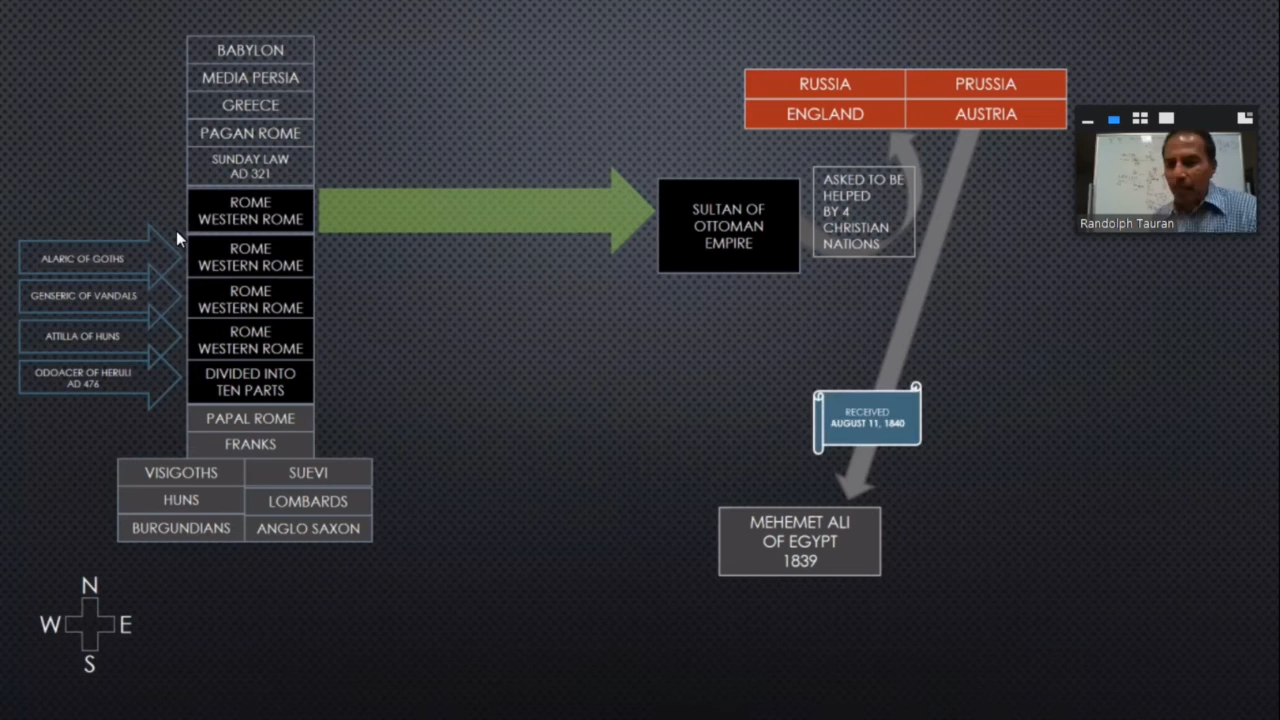 BABYLON
MEDIA PERSIA
GREECE
PAGAN ROME
SUNDAY LAW
AD 321
ROME
WESTERN ROME
ROME
WESTERN ROME
ROME
WESTERN ROME
ROME
WESTERN ROME
DIVIDED INTO
TEN PARTS
PAPAL ROME
FRANKS
VISIGOTHS
SUEVI
HUNS
LOMBARDS
BURGUNDIANS
ANGLO SAXON
ALARIC OF GOTHS
GENSERIC OF VANDALS
ATTILLA OF HUNS
ODOACER OF HERULI
AD 476
N
W
E
S
SULTAN OF
OTTOMAN
EMPIRE
ASKED TO BE
HELPED
BY 4
CHRISTIAN
NATIONS
RUSSIA
PRUSSIA
ENGLAND
AUSTRIA
RECEIVED
AUGUST 11, 1840
MEHEMET ALI
OF EGYPT
1839
Randolph Tauran